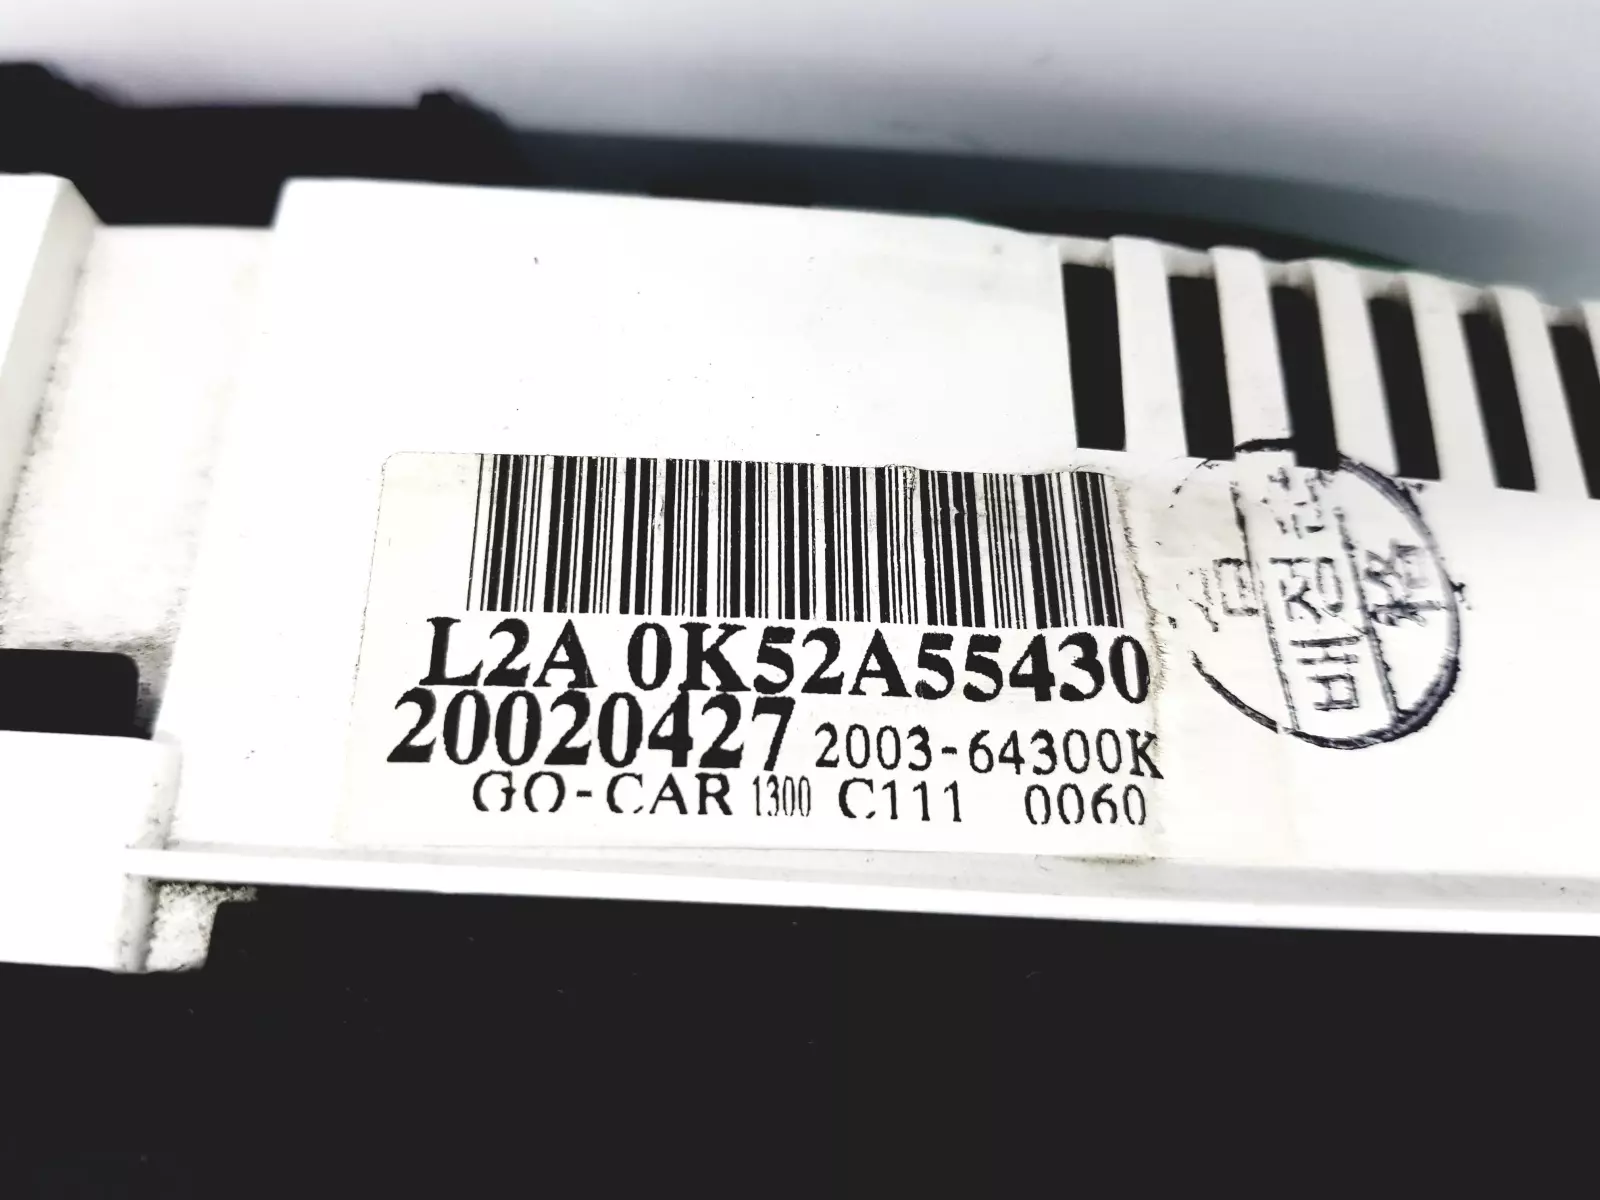 L2A 0K52A55430
20020427 2003-64300K
GO-CAR 1300 C111 0060